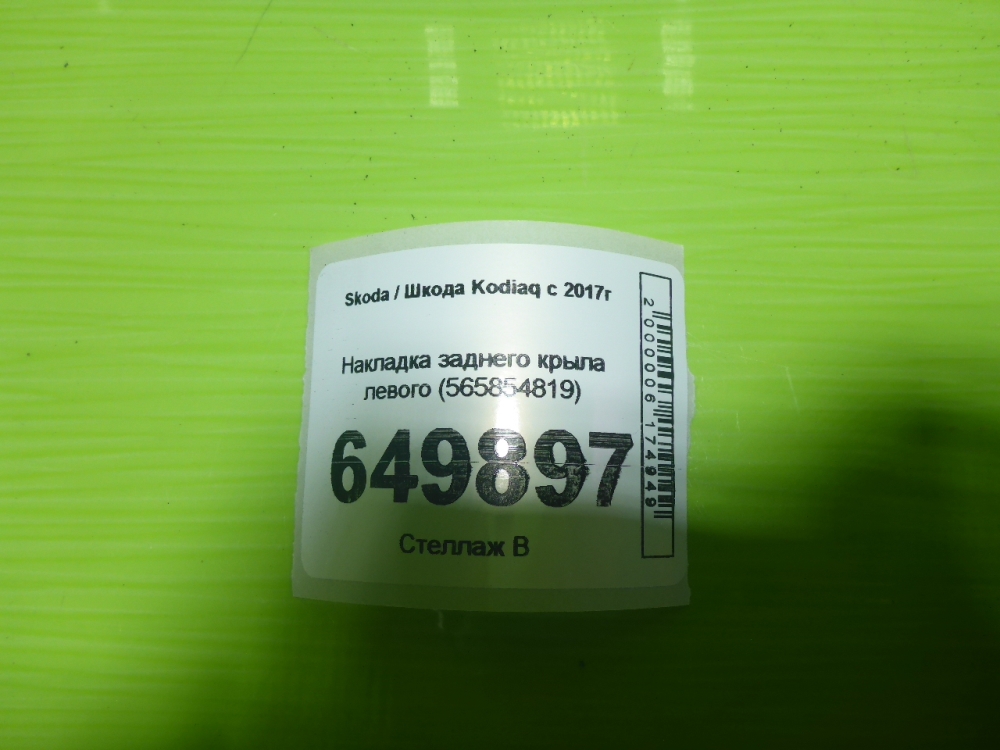 Skoda / Шкода Kodiaq с 2017г
Накладка заднего крыла
левого (565854819)
649897
Стеллаж В
2000006174949